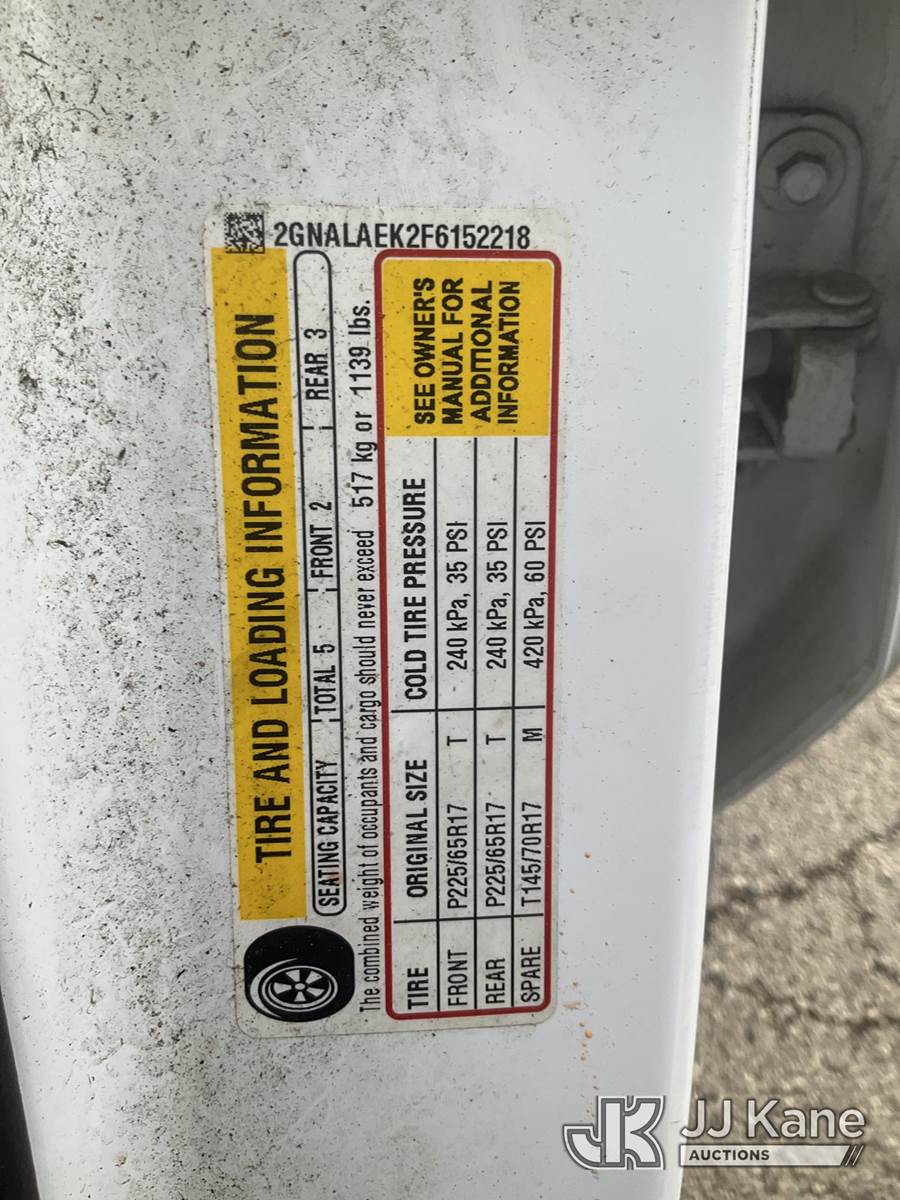 2GNALAEK2F6152218
TIRE AND LOADING INFORMATION
SEATING CAPACITY TOTAL 5 FRONT 2 REAR 3
The combined weight of occupants and cargo should never exceed 517 kg or 1139 lbs.
TIRE ORIGINAL SIZE COLD TIRE PRESSURE
FRONT P225/65R17 T 240 kPa, 35 PSI
REAR P225/65R17 T 240 kPa, 35 PSI
SPARE T145/70R17 M 420 kPa, 60 PSI
SEE OWNER'S
MANUAL FOR
ADDITIONAL
INFORMATION
JK JJ Kane
AUCTIONS